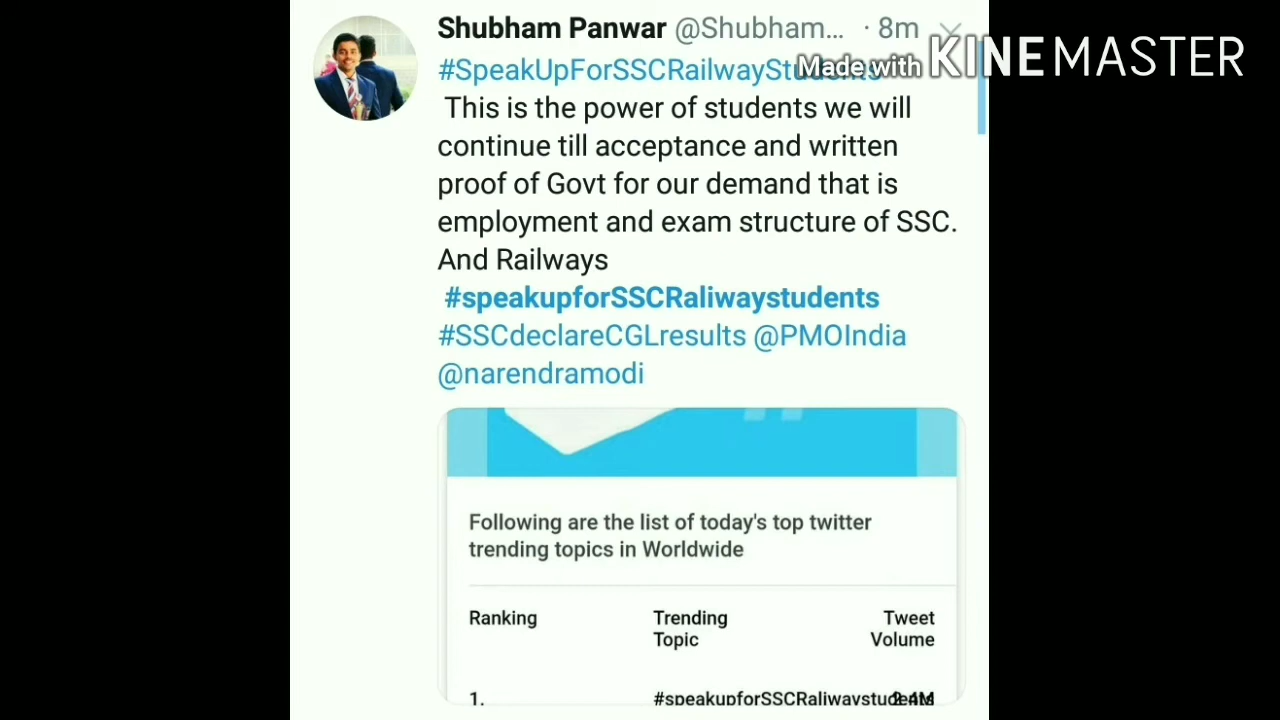 Shubham Panwar @Shubham... · 8m
Made with KINEMASTER
#SpeakUpForSSCRailwayStudents
This is the power of students we will
continue till acceptance and written
proof of Govt for our demand that is
employment and exam structure of SSC.
And Railways
#speakupforSSCRaliwaystudents
#SSCdeclareCGLresults @PMOIndia
@narendramodi
Following are the list of today's top twitter
trending topics in Worldwide
Ranking Trending Topic Tweet Volume
1. #speakupforSSCRaliwaystudents 2.4M